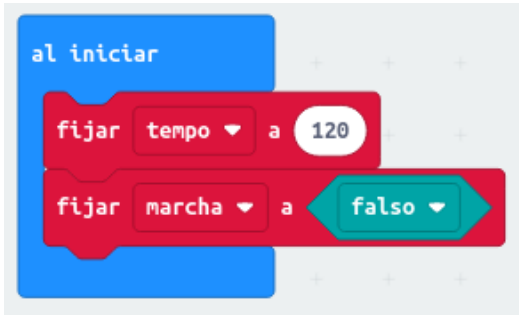 al iniciar
fijar tempo a 120
fijar marcha a falso